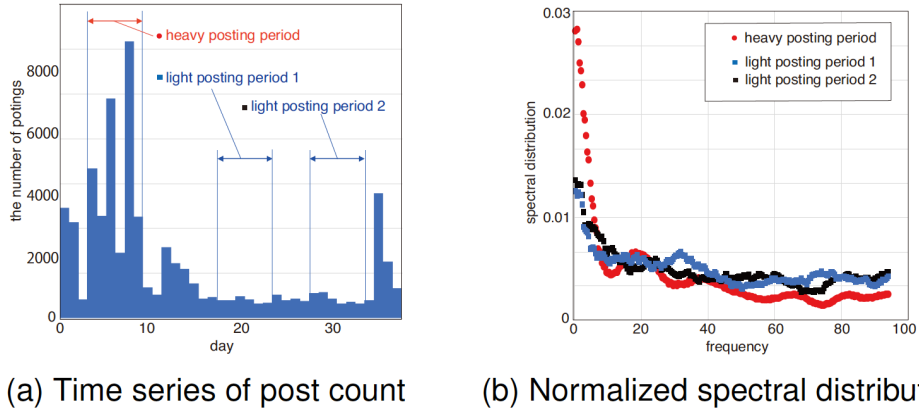 heavy posting period
light posting period 1
light posting period 2
the number of potings
8000
6000
4000
2000
0
0
10
20
30
day
(a) Time series of post count
0.03
0.03
0.01
0
spectral distribution
heavy posting period
light posting period 1
light posting period 2
0
20
40
60
80
100
frequency
(b) Normalized spectral distribu